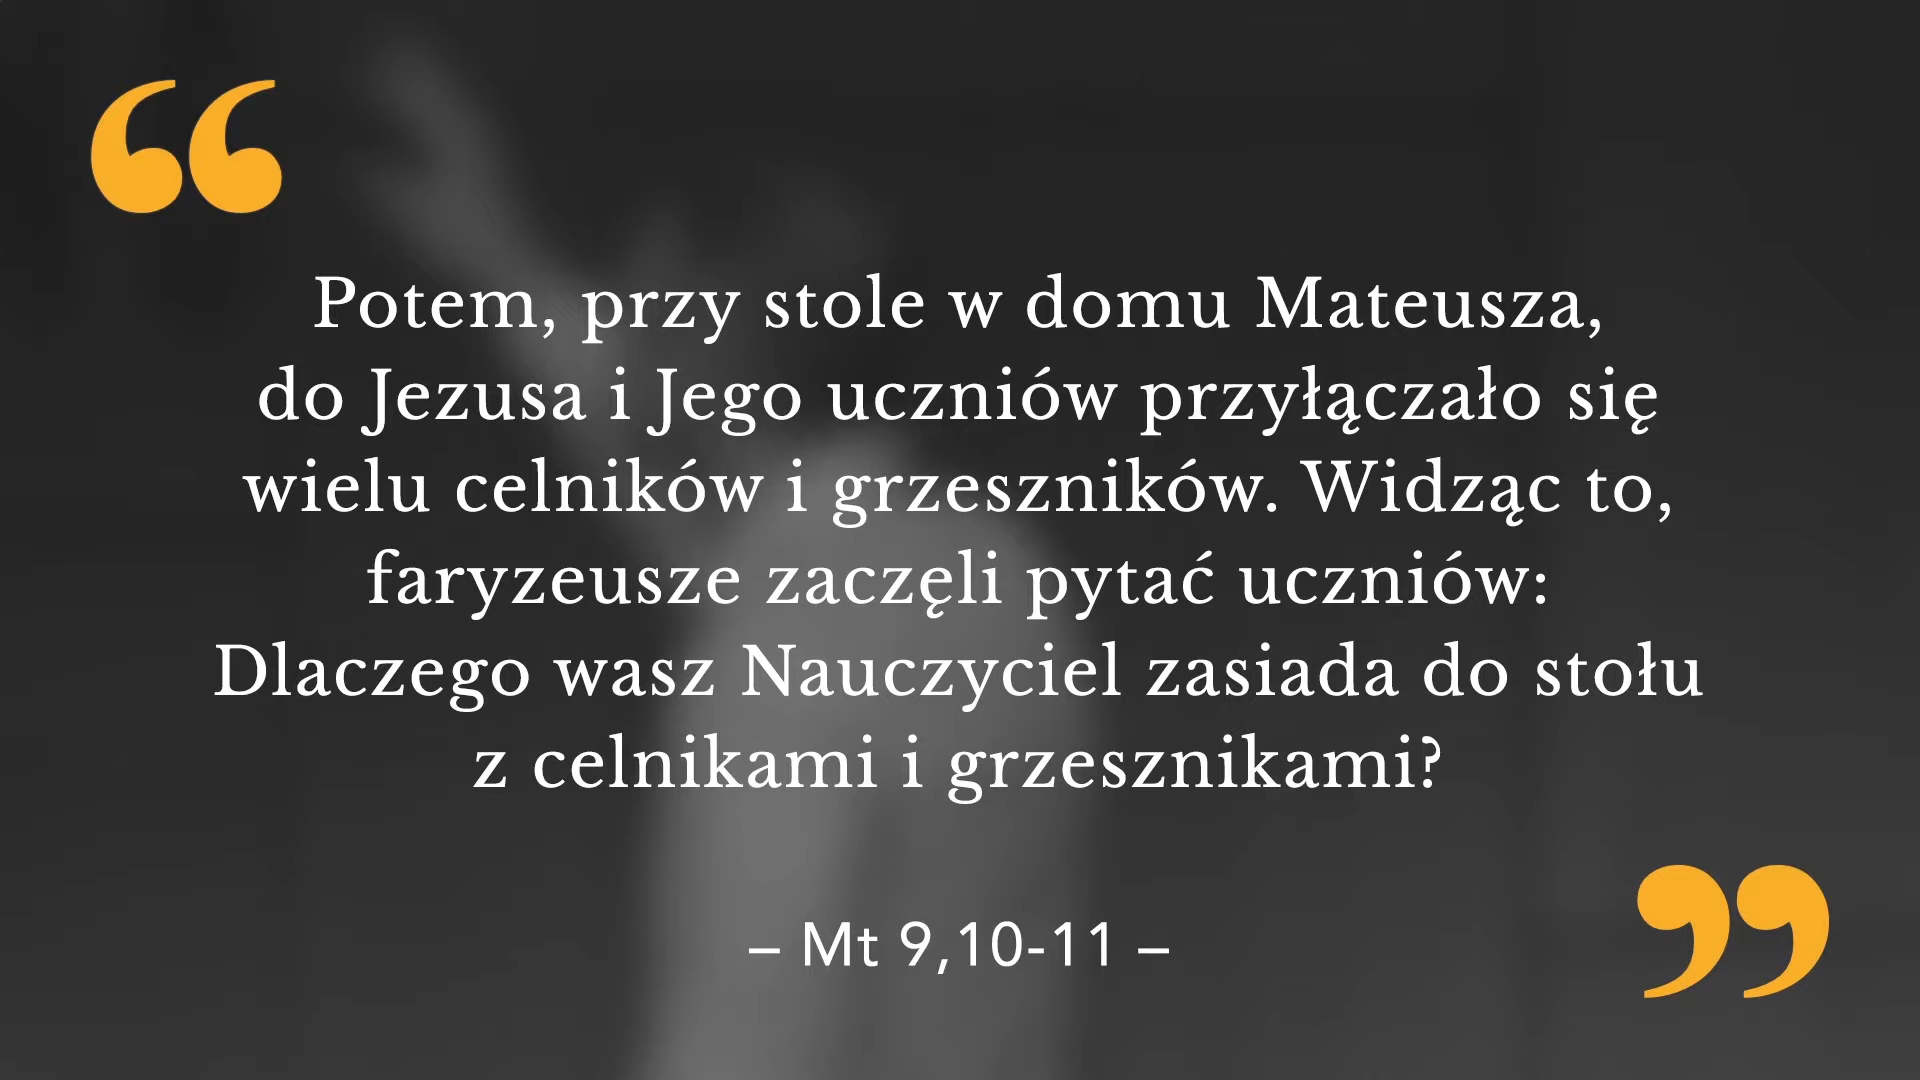 “
Potem, przy stole w domu Mateusza,
do Jezusa i Jego uczniów przyłączało się
wielu celników i grzeszników. Widząc to,
faryzeusze zaczęli pytać uczniów:
Dlaczego wasz Nauczyciel zasiada do stołu
z celnikami i grzesznikami?
– Mt 9,10-11 –
”